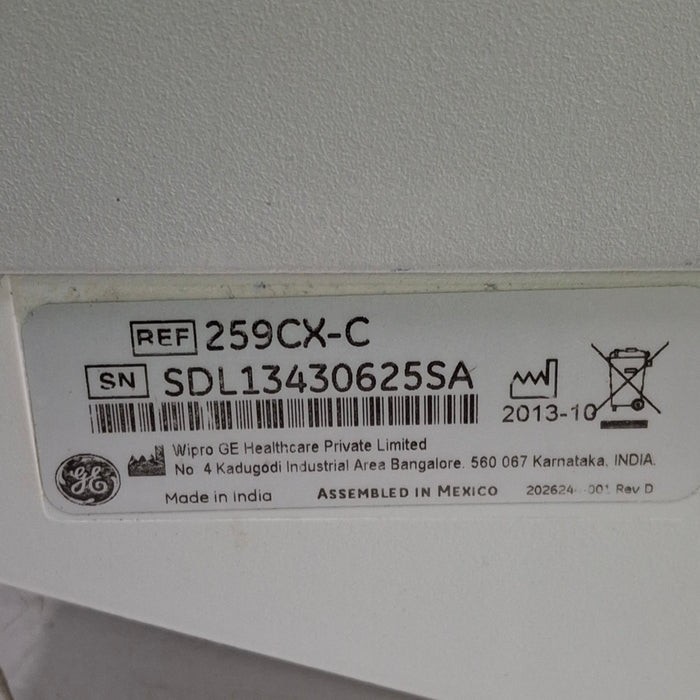 REF 259CX-C
SN SDL13430625SA
2013-10
Wipro GE Healthcare Private Limited
No 4 Kadugodi Industrial Area Bangalore. 560 067 Karnataka, INDIA.
GE
Made in India ASSEMBLED IN MEXICO Rev D